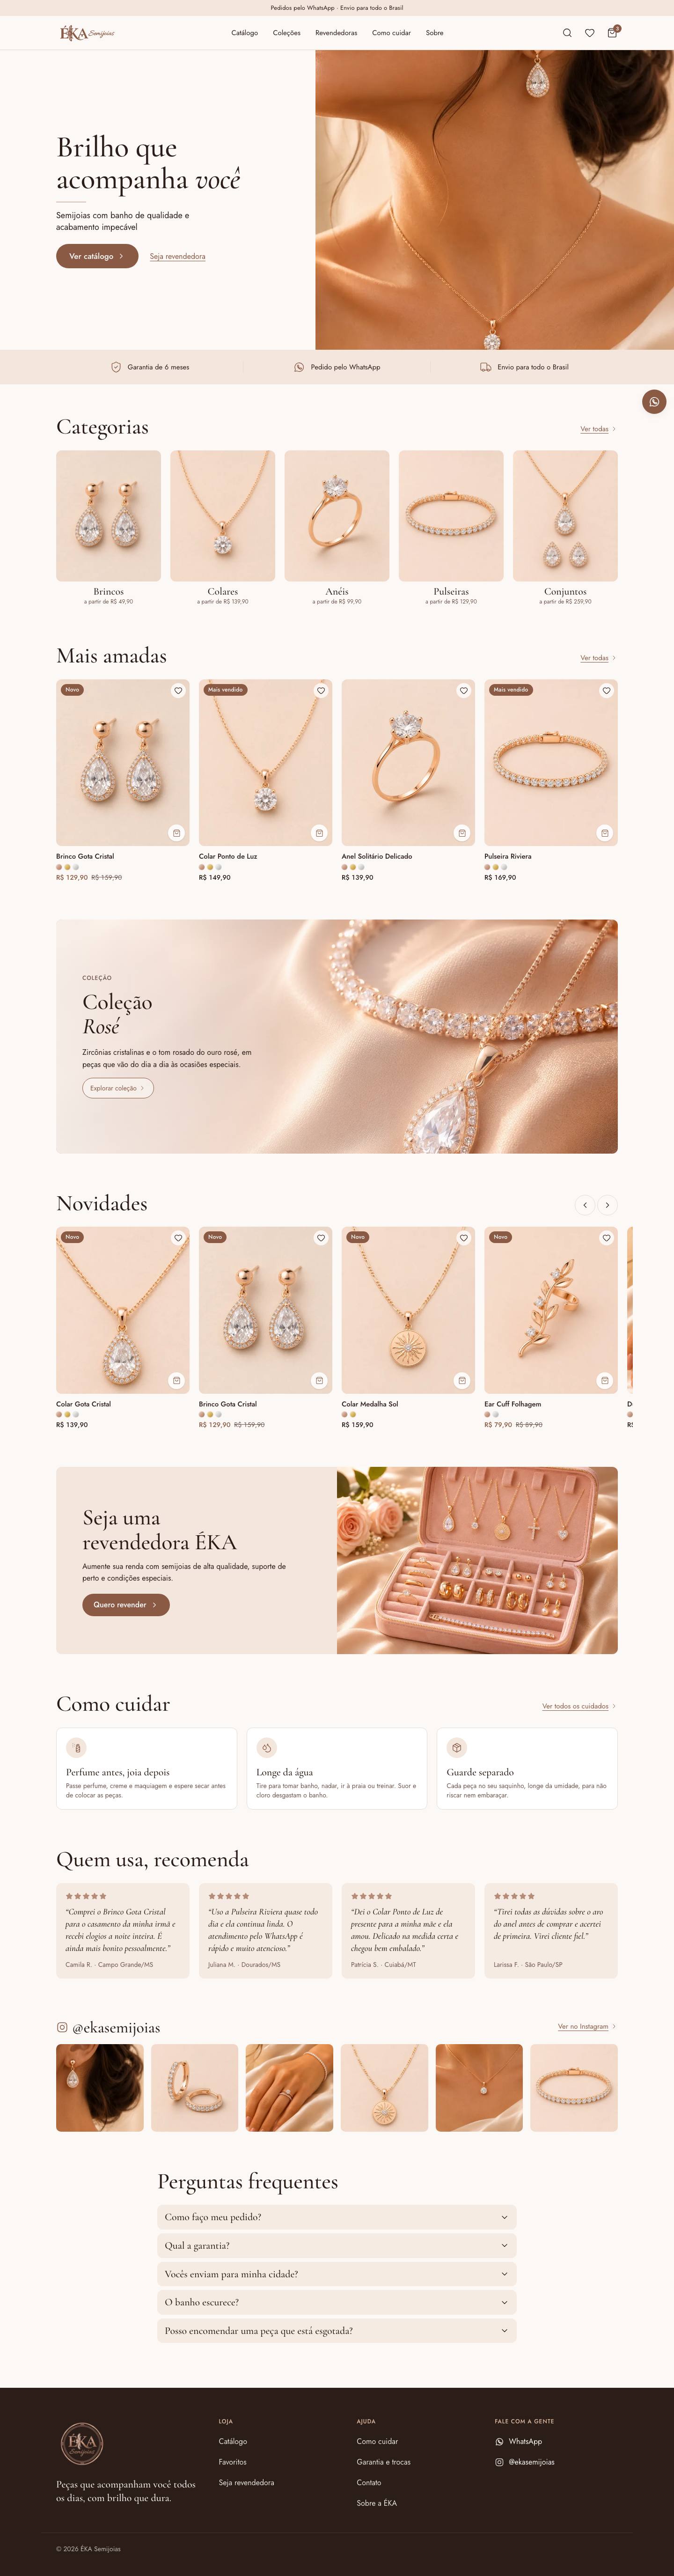 Pedidos pelo WhatsApp · Envio para todo o Brasil
ÉKA Semijoias
Catálogo
Coleções
Revendedoras
Como cuidar
Sobre
Brilho que
acompanha você
Semijoias com banho de qualidade e
acabamento impecável
Ver catálogo
Seja revendedora
Garantia de 6 meses
Pedido pelo WhatsApp
Envio para todo o Brasil
Categorias
Ver todas
Brincos
a partir de R$ 49,90
Colares
a partir de R$ 139,90
Anéis
a partir de R$ 99,90
Pulseiras
a partir de R$ 129,90
Conjuntos
a partir de R$ 259,90
Mais amadas
Ver todas
Novo
Brinco Gota Cristal
R$ 129,90 R$ 159,90
Mais vendido
Colar Ponto de Luz
R$ 149,90
Anel Solitário Delicado
R$ 139,90
Mais vendido
Pulseira Riviera
R$ 169,90
COLEÇÃO
Coleção
Rosé
Zircônias cristalinas e o tom rosado do ouro rosé, em
peças que vão do dia a dia às ocasiões especiais.
Explorar coleção
Novidades
Novo
Colar Gota Cristal
R$ 139,90
Novo
Brinco Gota Cristal
R$ 129,90 R$ 159,90
Novo
Colar Medalha Sol
R$ 159,90
Novo
Ear Cuff Folhagem
R$ 79,90 R$ 89,90
Seja uma
revendedora ÉKA
Aumente sua renda com semijoias de alta qualidade, suporte de
perto e condições especiais.
Quero revender
Como cuidar
Ver todos os cuidados
Perfume antes, joia depois
Passe perfume, creme e maquiagem e espere secar antes
de colocar as peças.
Longe da água
Tire para tomar banho, nadar, ir à praia ou treinar. Suor e
cloro desgastam o banho.
Guarde separado
Cada peça no seu saquinho, longe da umidade, para não
riscar nem embaraçar.
Quem usa, recomenda
“Comprei o Brinco Gota Cristal
para o casamento da minha irmã e
recebi elogios a noite inteira. É
ainda mais bonito pessoalmente.”
Camila R. · Campo Grande/MS
“Uso a Pulseira Riviera quase todo
dia e ela continua linda. O
atendimento pelo WhatsApp é
rápido e muito atencioso.”
Juliana M. · Dourados/MS
“Dei o Colar Ponto de Luz de
presente para a minha mãe e ela
amou. Delicado na medida certa e
chegou bem embalado.”
Patrícia S. · Cuiabá/MT
“Tirei todas as dúvidas sobre o aro
do anel antes de comprar e acertei
de primeira. Virei cliente fiel.”
Larissa F. · São Paulo/SP
@ekasemijoias
Ver no Instagram
Perguntas frequentes
Como faço meu pedido?
Qual a garantia?
Vocês enviam para minha cidade?
O banho escurece?
Posso encomendar uma peça que está esgotada?
ÉKA
Semijoias
Peças que acompanham você todos
os dias, com brilho que dura.
LOJA
Catálogo
Favoritos
Seja revendedora
AJUDA
Como cuidar
Garantia e trocas
Contato
Sobre a ÉKA
FALE COM A GENTE
WhatsApp
@ekasemijoias
© 2026 ÉKA Semijoias